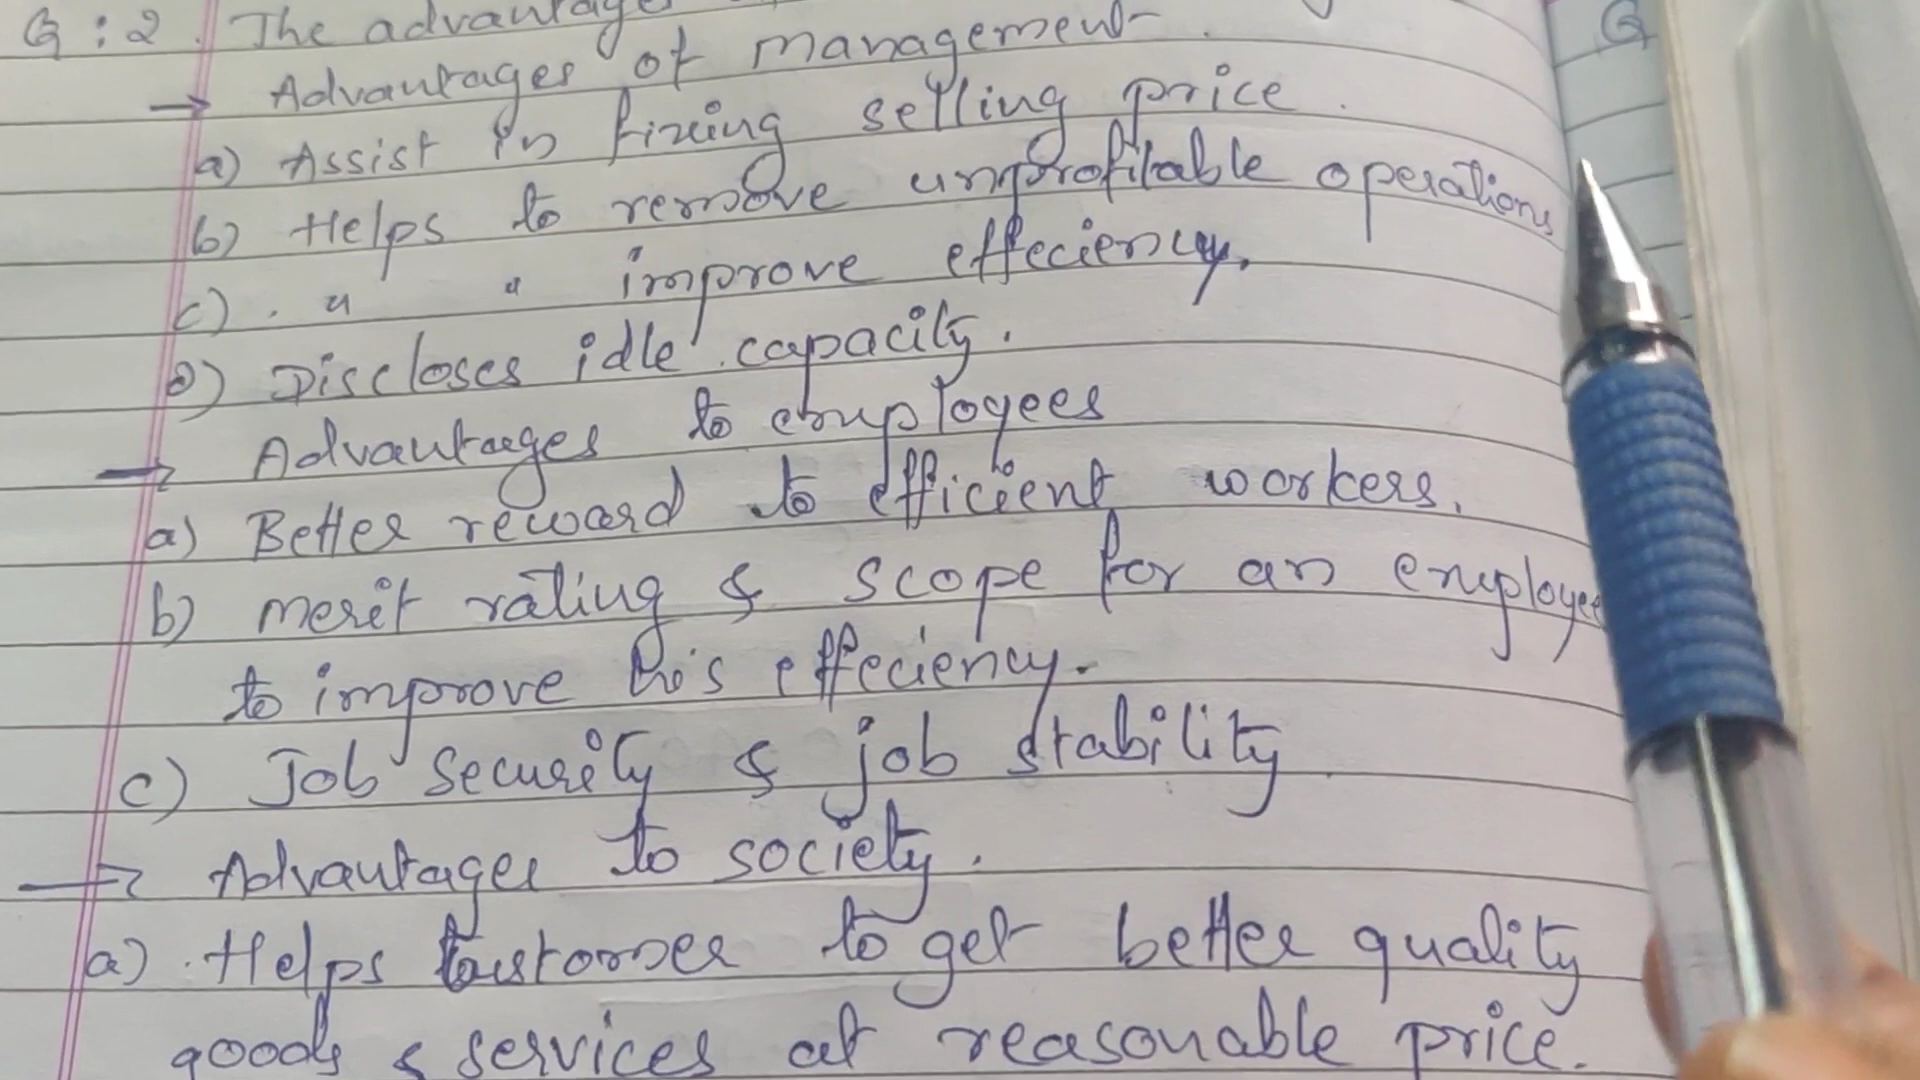 Q:2. The advantage
→ Advantages of management.
a) Assist in fixing selling price.
b) Helps to remove unprofitable operations
c). " " improve effeciency.
d) Discloses idle capacity.
→ Advantages to employees
a) Better reward to efficient workers.
b) merit rating & scope for an employee
to improve his effeciency.
c) Job security & job stability
→ Advantages to society.
a). Helps customer to get better quality
goods & services at reasonable price.
Q